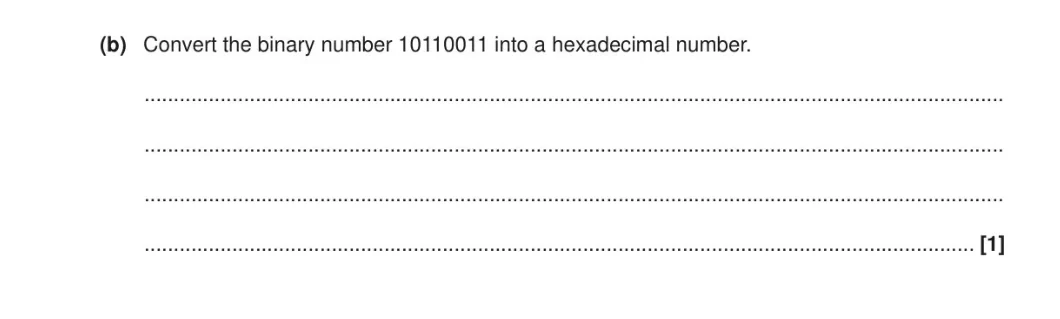 (b) Convert the binary number 10110011 into a hexadecimal number.
[1]